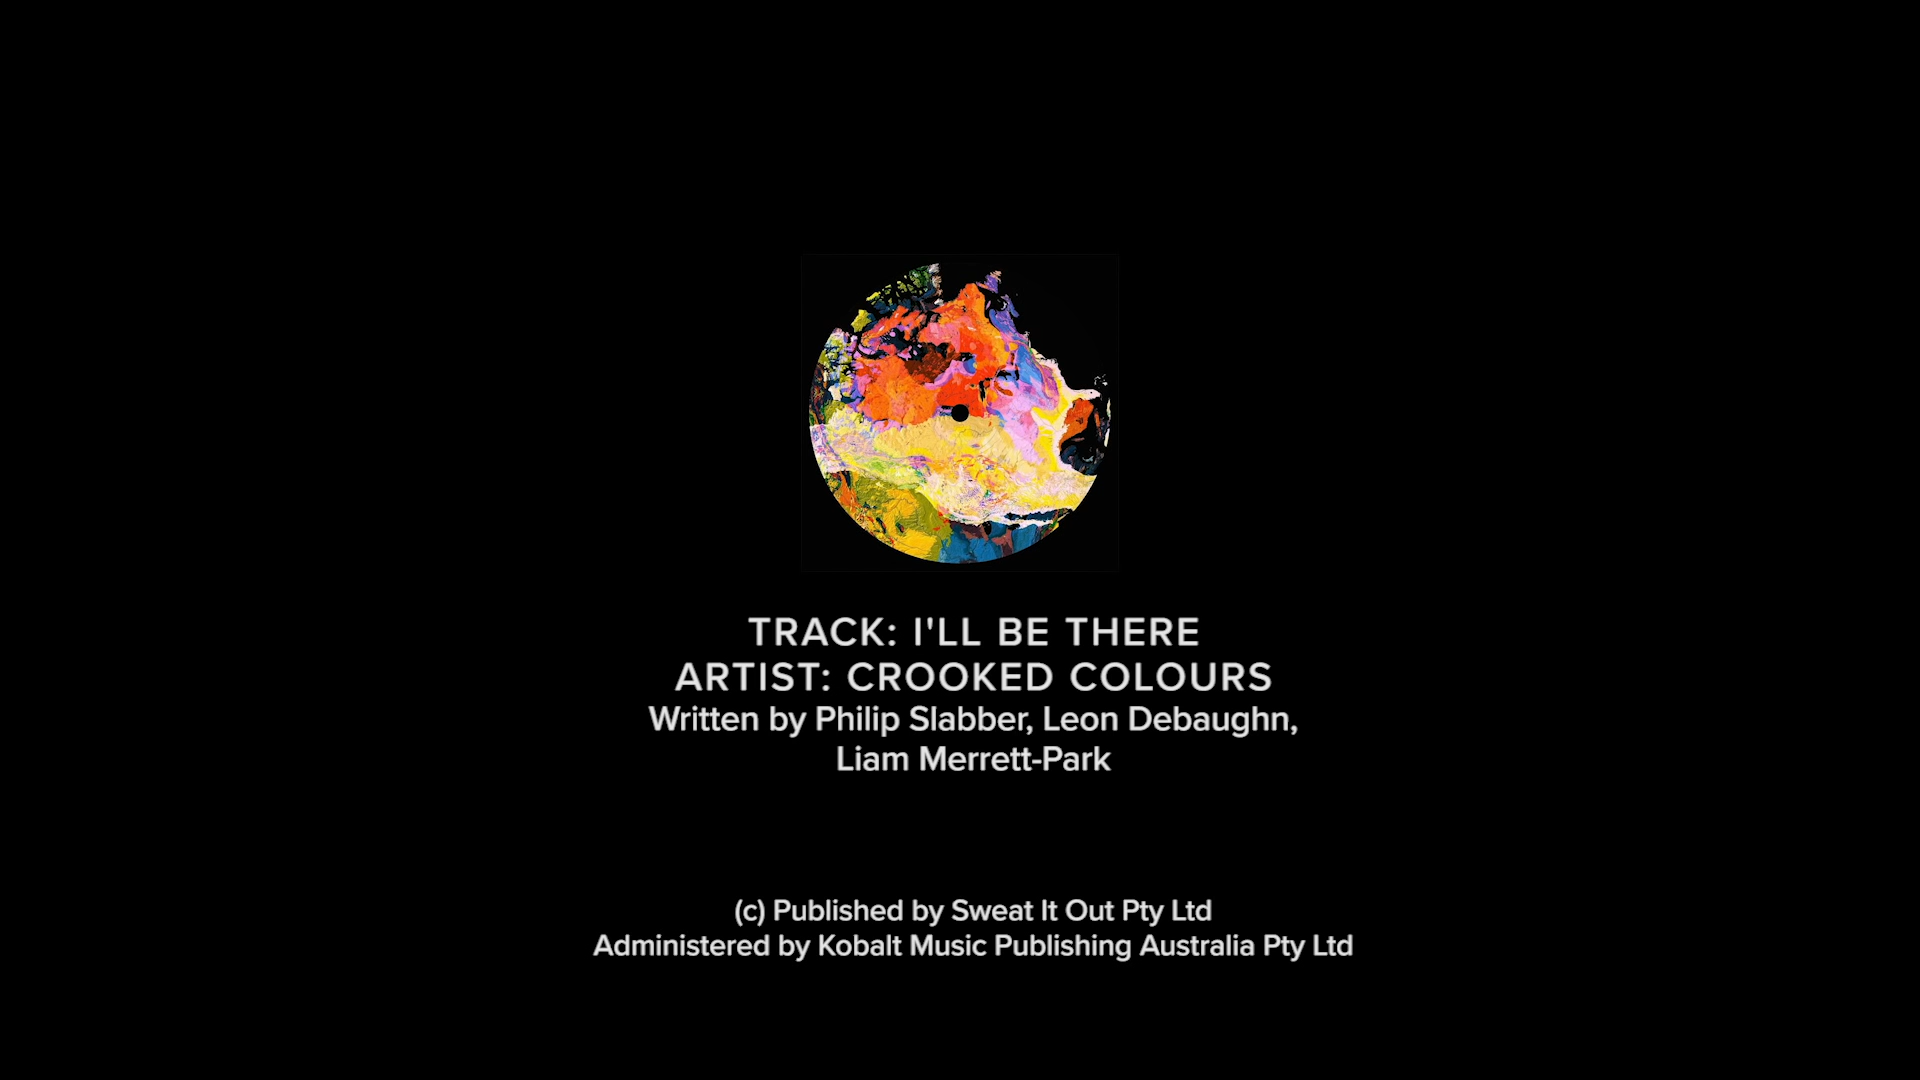 TRACK: I'LL BE THERE
ARTIST: CROOKED COLOURS
Written by Philip Slabber, Leon Debaughn,
Liam Merrett-Park
(c) Published by Sweat It Out Pty Ltd
Administered by Kobalt Music Publishing Australia Pty Ltd